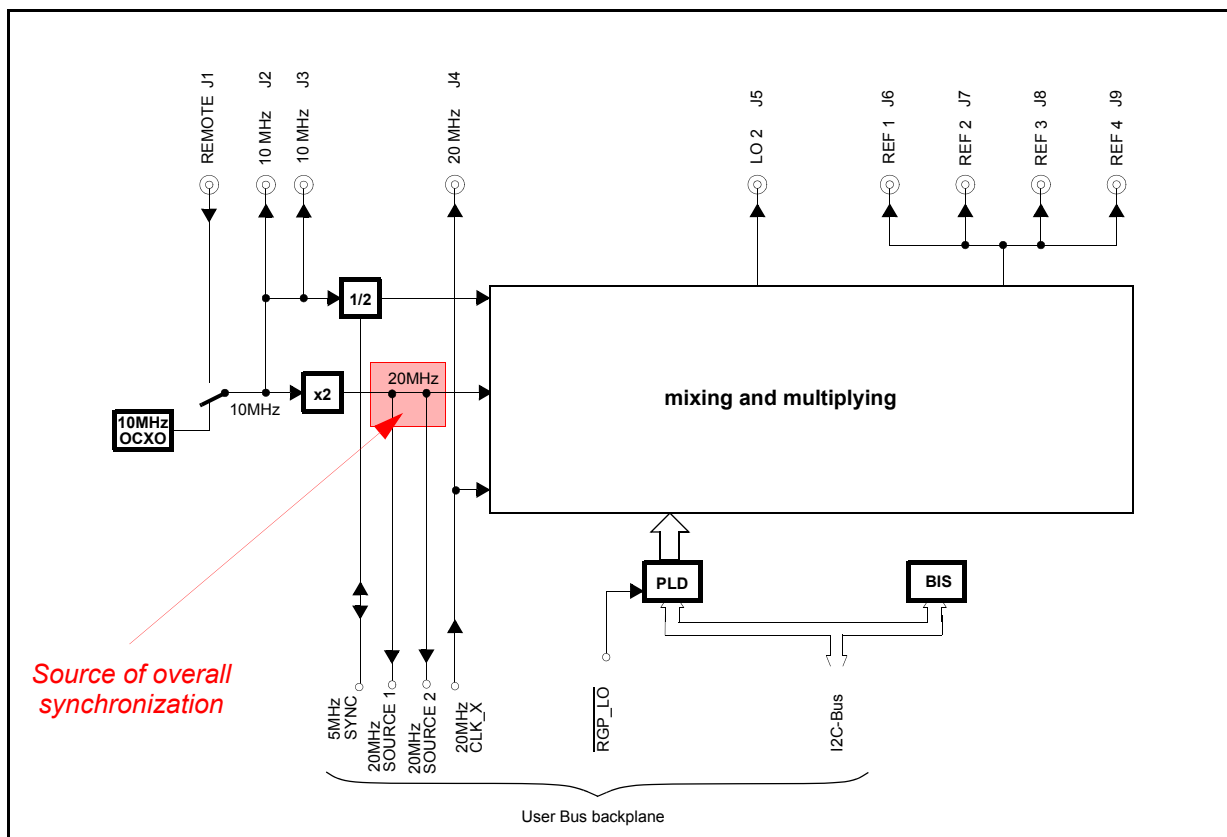 REMOTE J1
10 MHz J2
10 MHz J3
20 MHz J4
LO 2 J5
REF 1 J6
REF 2 J7
REF 3 J8
REF 4 J9
1/2
20MHz
x2
10MHz
10MHz
OCXO
mixing and multiplying
PLD
BIS
Source of overall
synchronization
5MHz
SYNC
20MHz
SOURCE 1
20MHz
SOURCE 2
20MHz
CLK_X
RGP_LO
I2C-Bus
User Bus backplane